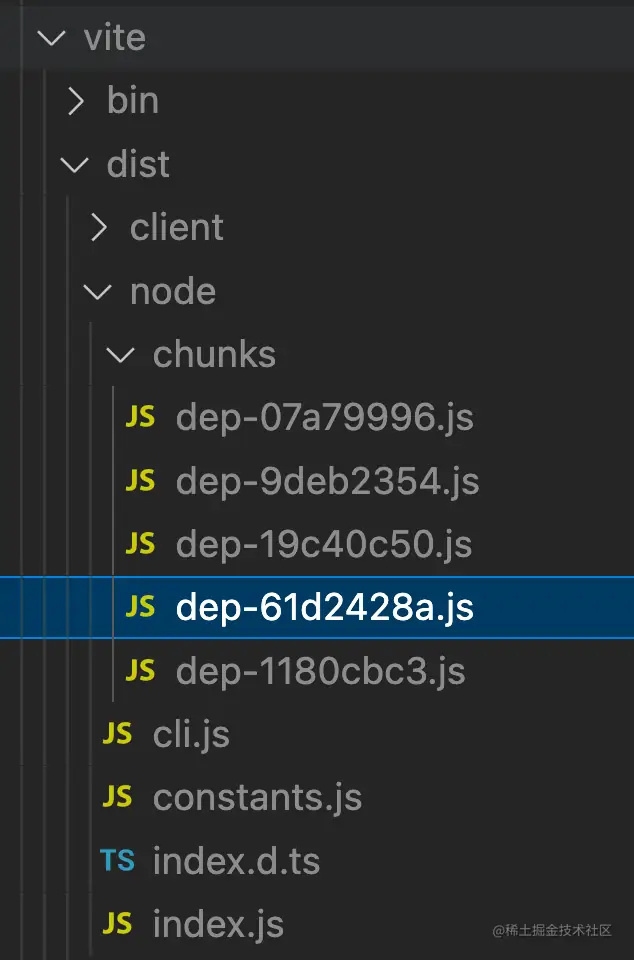 vite
bin
dist
client
node
chunks
JS dep-07a79996.js
JS dep-9deb2354.js
JS dep-19c40c50.js
JS dep-61d2428a.js
JS dep-1180cbc3.js
JS cli.js
JS constants.js
TS index.d.ts
JS index.js
@稀土掘金技术社区